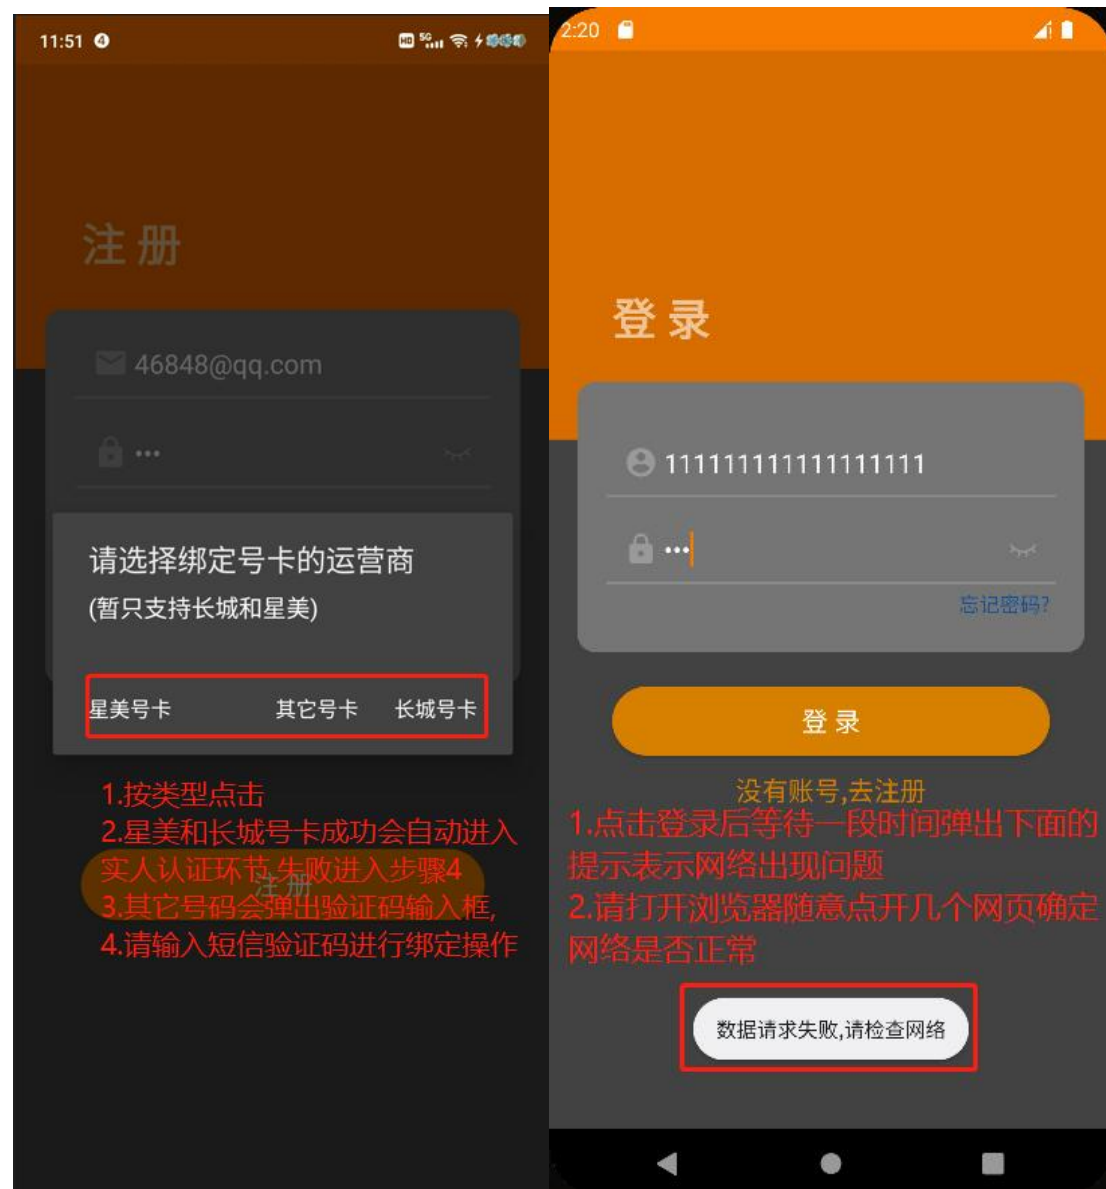 11:51 4
HD 5G
注 册
46848@qq.com
•••
请选择绑定号卡的运营商
(暂只支持长城和星美)
星美号卡 其它号卡 长城号卡
1.按类型点击
2.星美和长城号卡成功会自动进入
实人认证环节,失败进入步骤4
注 册
3.其它号码会弹出验证码输入框,
4.请输入短信验证码进行绑定操作
2:20
登 录
111111111111111111
•••
忘记密码?
登 录
没有账号,去注册
1.点击登录后等待一段时间弹出下面的
提示表示网络出现问题
2.请打开浏览器随意点开几个网页确定
网络是否正常
数据请求失败,请检查网络